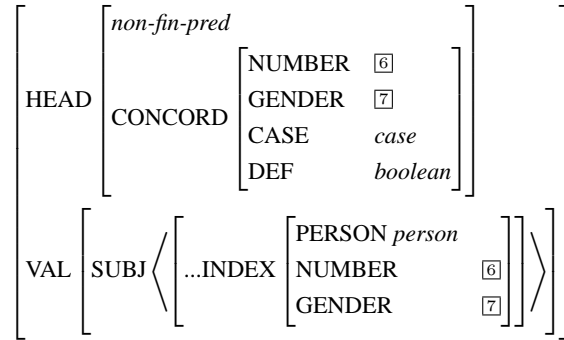 non-fin-pred
NUMBER 6
GENDER 7
HEAD CONCORD
CASE case
DEF boolean
PERSON person
VAL SUBJ ...INDEX NUMBER 6
GENDER 7